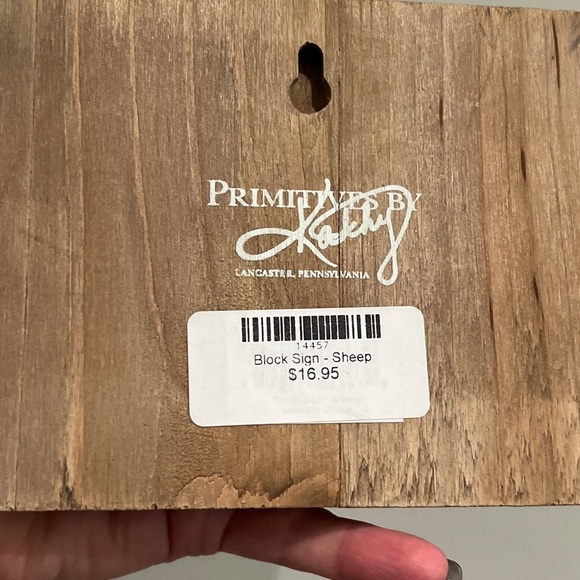 PRIMITIVES BY
Kathy
LANCASTER, PENNSYLVANIA
14457
Block Sign - Sheep
$16.95